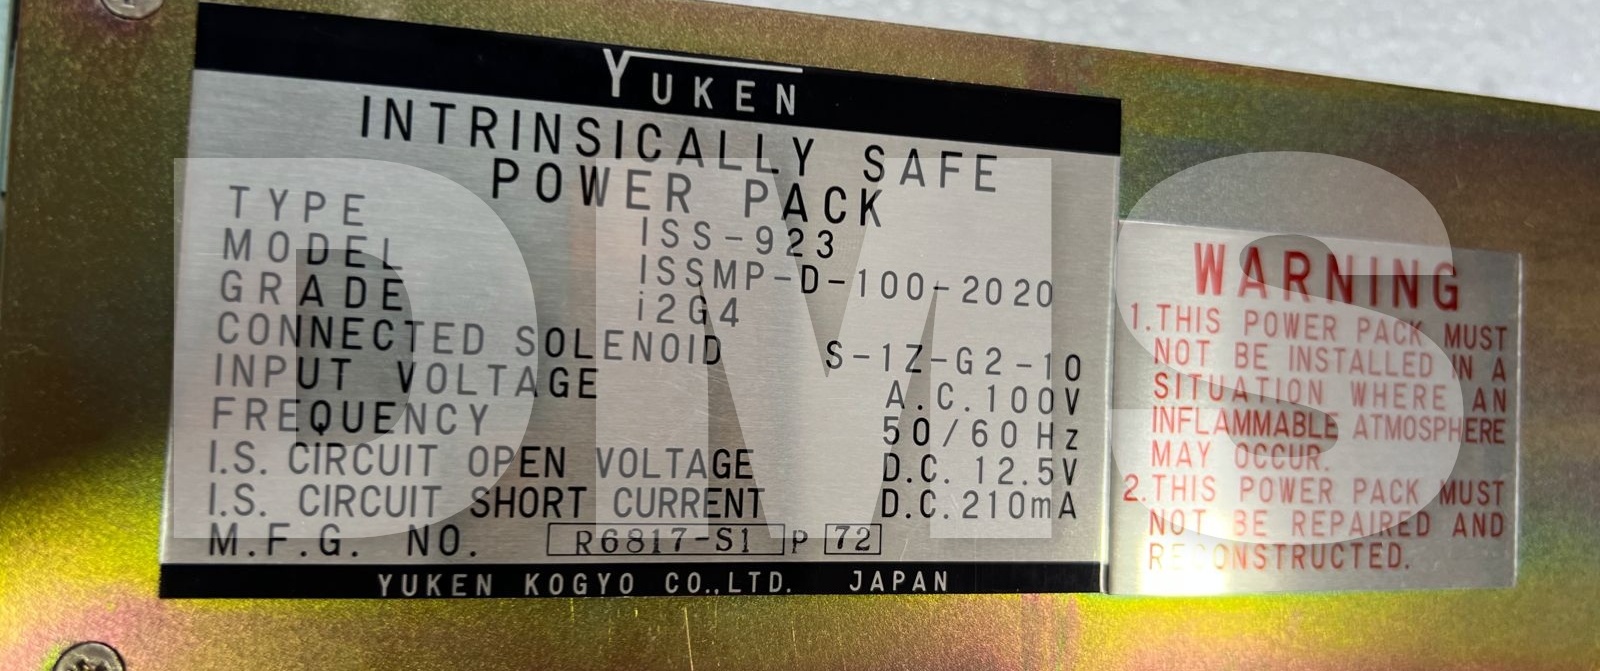 YUKEN
INTRINSICALLY SAFE
POWER PACK
TYPE ISS-923
MODEL ISSMP-D-100-2020
GRADE i2G4
CONNECTED SOLENOID S-1Z-G2-10
INPUT VOLTAGE A.C.100V
FREQUENCY 50/60Hz
I.S. CIRCUIT OPEN VOLTAGE D.C. 12.5V
I.S. CIRCUIT SHORT CURRENT D.C.210mA
M.F.G. NO. R6817-S1 P 72
YUKEN KOGYO CO.,LTD. JAPAN
WARNING
1.THIS POWER PACK MUST
NOT BE INSTALLED IN A
SITUATION WHERE AN
INFLAMMABLE ATMOSPHERE
MAY OCCUR.
2.THIS POWER PACK MUST
NOT BE REPAIRED AND
RECONSTRUCTED.
DMS